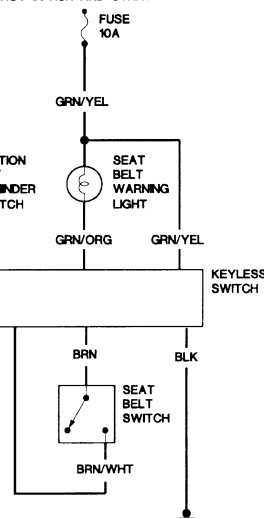 FUSE
10A
GRN/YEL
SEAT
BELT
WARNING
LIGHT
GRN/ORG
GRN/YEL
KEYLESS
SWITCH
BRN
BLK
SEAT
BELT
SWITCH
BRN/WHT